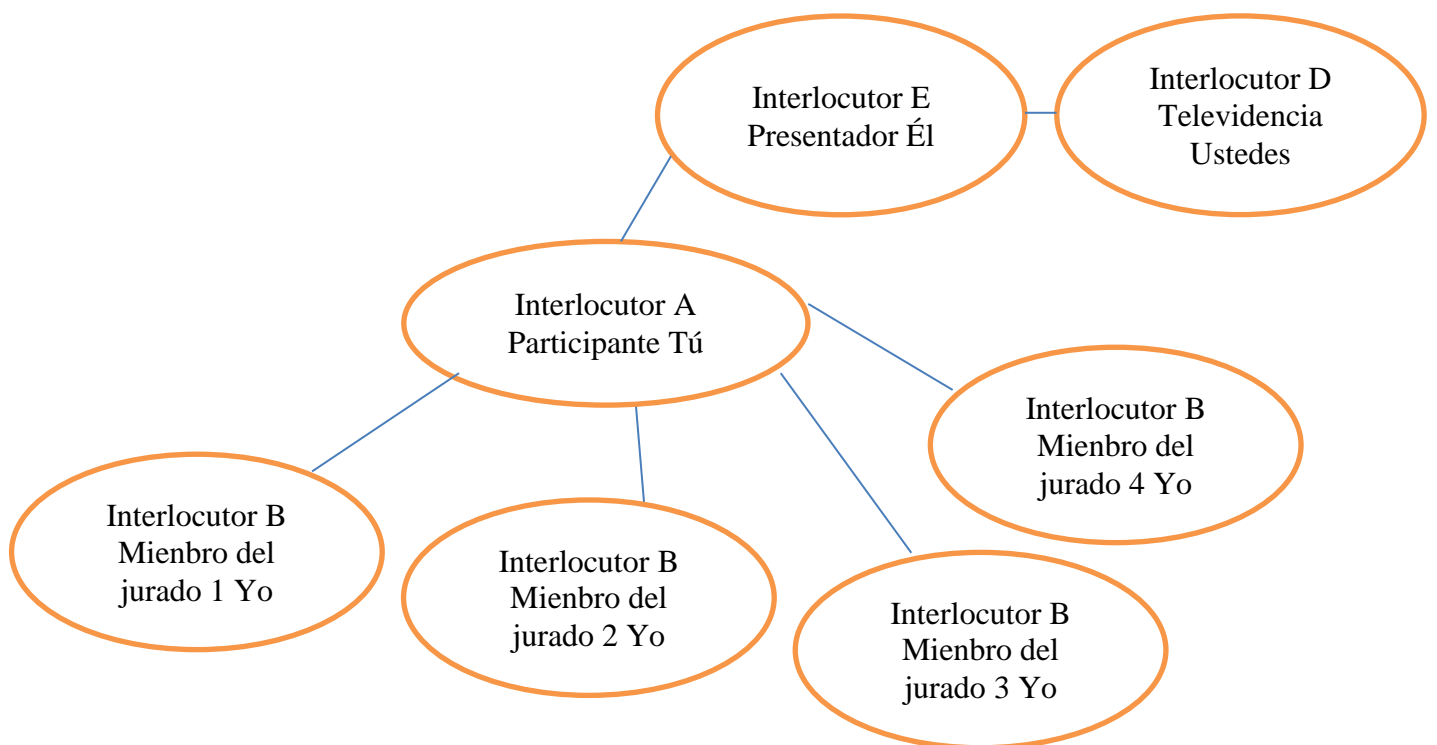 Interlocutor E
Presentador Él
Interlocutor D
Televidencia
Ustedes
Interlocutor A
Participante Tú
Interlocutor B
Mienbro del
jurado 4 Yo
Interlocutor B
Mienbro del
jurado 1 Yo
Interlocutor B
Mienbro del
jurado 2 Yo
Interlocutor B
Mienbro del
jurado 3 Yo